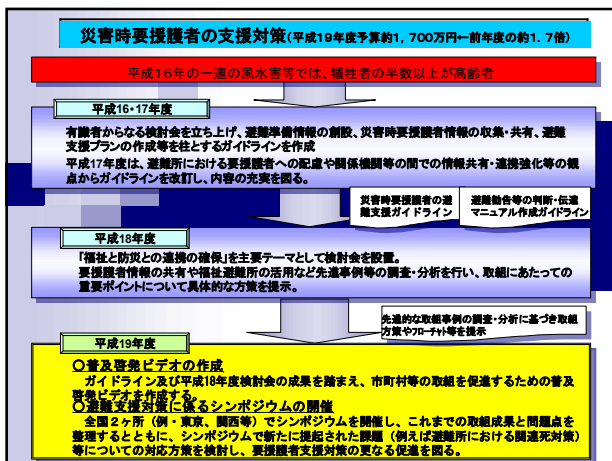 災害時要援護者の支援対策(平成19年度予算約1,700万円←前年度の約1.7倍)
平成16年の一連の風水害等では、犠牲者の半数以上が高齢者
平成16・17年度
有識者からなる検討会を立ち上げ、避難準備情報の創設、災害時要援護者情報の収集・共有、避難
支援プランの作成等を柱とするガイドラインを作成
平成17年度は、避難所における要援護者への配慮や関係機関等の間での情報共有・連携強化等の観
点からガイドラインを改訂し、内容の充実を図る。
災害時要援護者の避
難支援ガイドライン
避難勧告等の判断・伝達
マニュアル作成ガイドライン
平成18年度
「福祉と防災との連携の確保」を主要テーマとして検討会を設置。
要援護者情報の共有や福祉避難所の活用など先進事例等の調査・分析を行い、取組にあたっての
重要ポイントについて具体的な方策を提示。
先進的な取組事例の調査・分析に基づき取組
方策やフローチャート等を提示
平成19年度
○普及啓発ビデオの作成
ガイドライン及び平成18年度検討会の成果を踏まえ、市町村等の取組を促進するための普及
啓発ビデオを作成する。
○避難支援対策に係るシンポジウムの開催
全国2ヶ所(例・東京、関西等)でシンポジウムを開催し、これまでの取組成果と問題点を
整理するとともに、シンポジウムで新たに提起された課題(例えば避難所における関連死対策)
等についての対応方策を検討し、要援護者支援対策の更なる促進を図る。